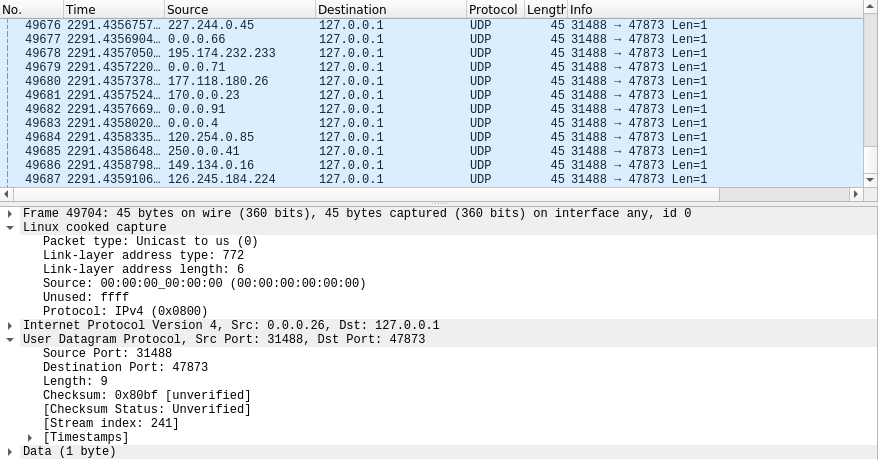 No. Time Source Destination Protocol Length Info
49676 2291.4356757… 227.244.0.45 127.0.0.1 UDP 45 31488 → 47873 Len=1
49677 2291.4356904… 0.0.0.66 127.0.0.1 UDP 45 31488 → 47873 Len=1
49678 2291.4357050… 195.174.232.233 127.0.0.1 UDP 45 31488 → 47873 Len=1
49679 2291.4357220… 0.0.0.71 127.0.0.1 UDP 45 31488 → 47873 Len=1
49680 2291.4357378… 177.118.180.26 127.0.0.1 UDP 45 31488 → 47873 Len=1
49681 2291.4357524… 170.0.0.23 127.0.0.1 UDP 45 31488 → 47873 Len=1
49682 2291.4357669… 0.0.0.91 127.0.0.1 UDP 45 31488 → 47873 Len=1
49683 2291.4358020… 0.0.0.4 127.0.0.1 UDP 45 31488 → 47873 Len=1
49684 2291.4358335… 120.254.0.85 127.0.0.1 UDP 45 31488 → 47873 Len=1
49685 2291.4358648… 250.0.0.41 127.0.0.1 UDP 45 31488 → 47873 Len=1
49686 2291.4358798… 149.134.0.16 127.0.0.1 UDP 45 31488 → 47873 Len=1
49687 2291.4359106… 126.245.184.224 127.0.0.1 UDP 45 31488 → 47873 Len=1
Frame 49704: 45 bytes on wire (360 bits), 45 bytes captured (360 bits) on interface any, id 0
Linux cooked capture
Packet type: Unicast to us (0)
Link-layer address type: 772
Link-layer address length: 6
Source: 00:00:00_00:00:00 (00:00:00:00:00:00)
Unused: ffff
Protocol: IPv4 (0x0800)
Internet Protocol Version 4, Src: 0.0.0.26, Dst: 127.0.0.1
User Datagram Protocol, Src Port: 31488, Dst Port: 47873
Source Port: 31488
Destination Port: 47873
Length: 9
Checksum: 0x80bf [unverified]
[Checksum Status: Unverified]
[Stream index: 241]
[Timestamps]
Data (1 byte)